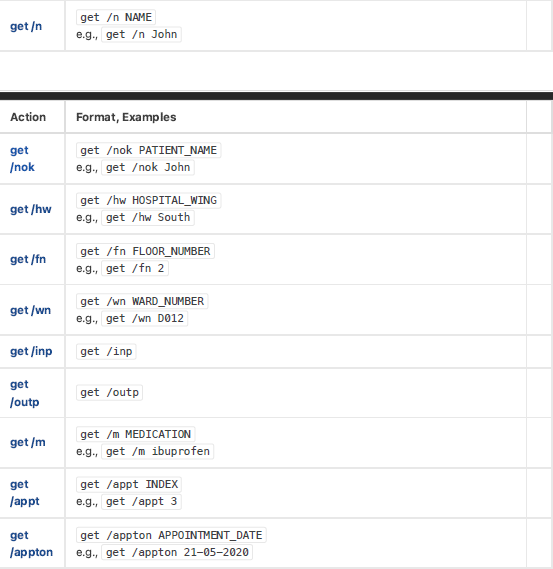 get /n
get /n NAME
e.g., get /n John
Action
Format, Examples
get
/nok
get /nok PATIENT_NAME
e.g., get /nok John
get /hw
get /hw HOSPITAL_WING
e.g., get /hw South
get /fn
get /fn FLOOR_NUMBER
e.g., get /fn 2
get /wn
get /wn WARD_NUMBER
e.g., get /wn D012
get /inp
get /inp
get
/outp
get /outp
get /m
get /m MEDICATION
e.g., get /m ibuprofen
get
/appt
get /appt INDEX
e.g., get /appt 3
get
/appton
get /appton APPOINTMENT_DATE
e.g., get /appton 21-05-2020